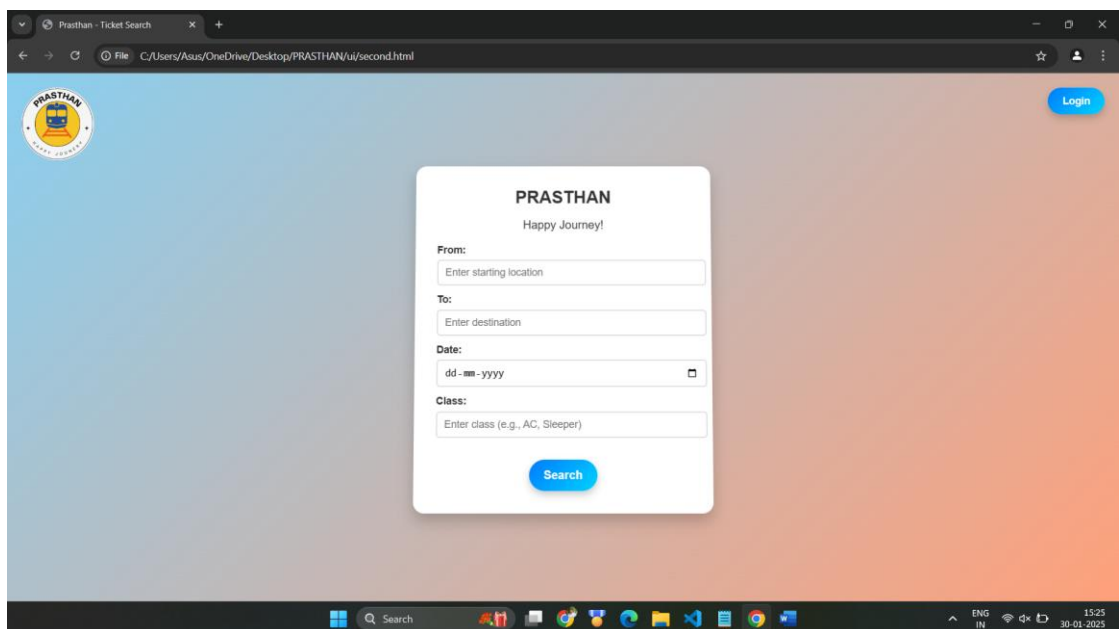 Prasthan - Ticket Search
File C:/Users/Asus/OneDrive/Desktop/PRASTHAN/ui/second.html
PRASTHAN
HAPPY JOURNEY
Login
PRASTHAN
Happy Journey!
From:
Enter starting location
To:
Enter destination
Date:
dd-mm-yyyy
Class:
Enter class (e.g., AC, Sleeper)
Search
Search
ENG
IN
15:25
30-01-2025